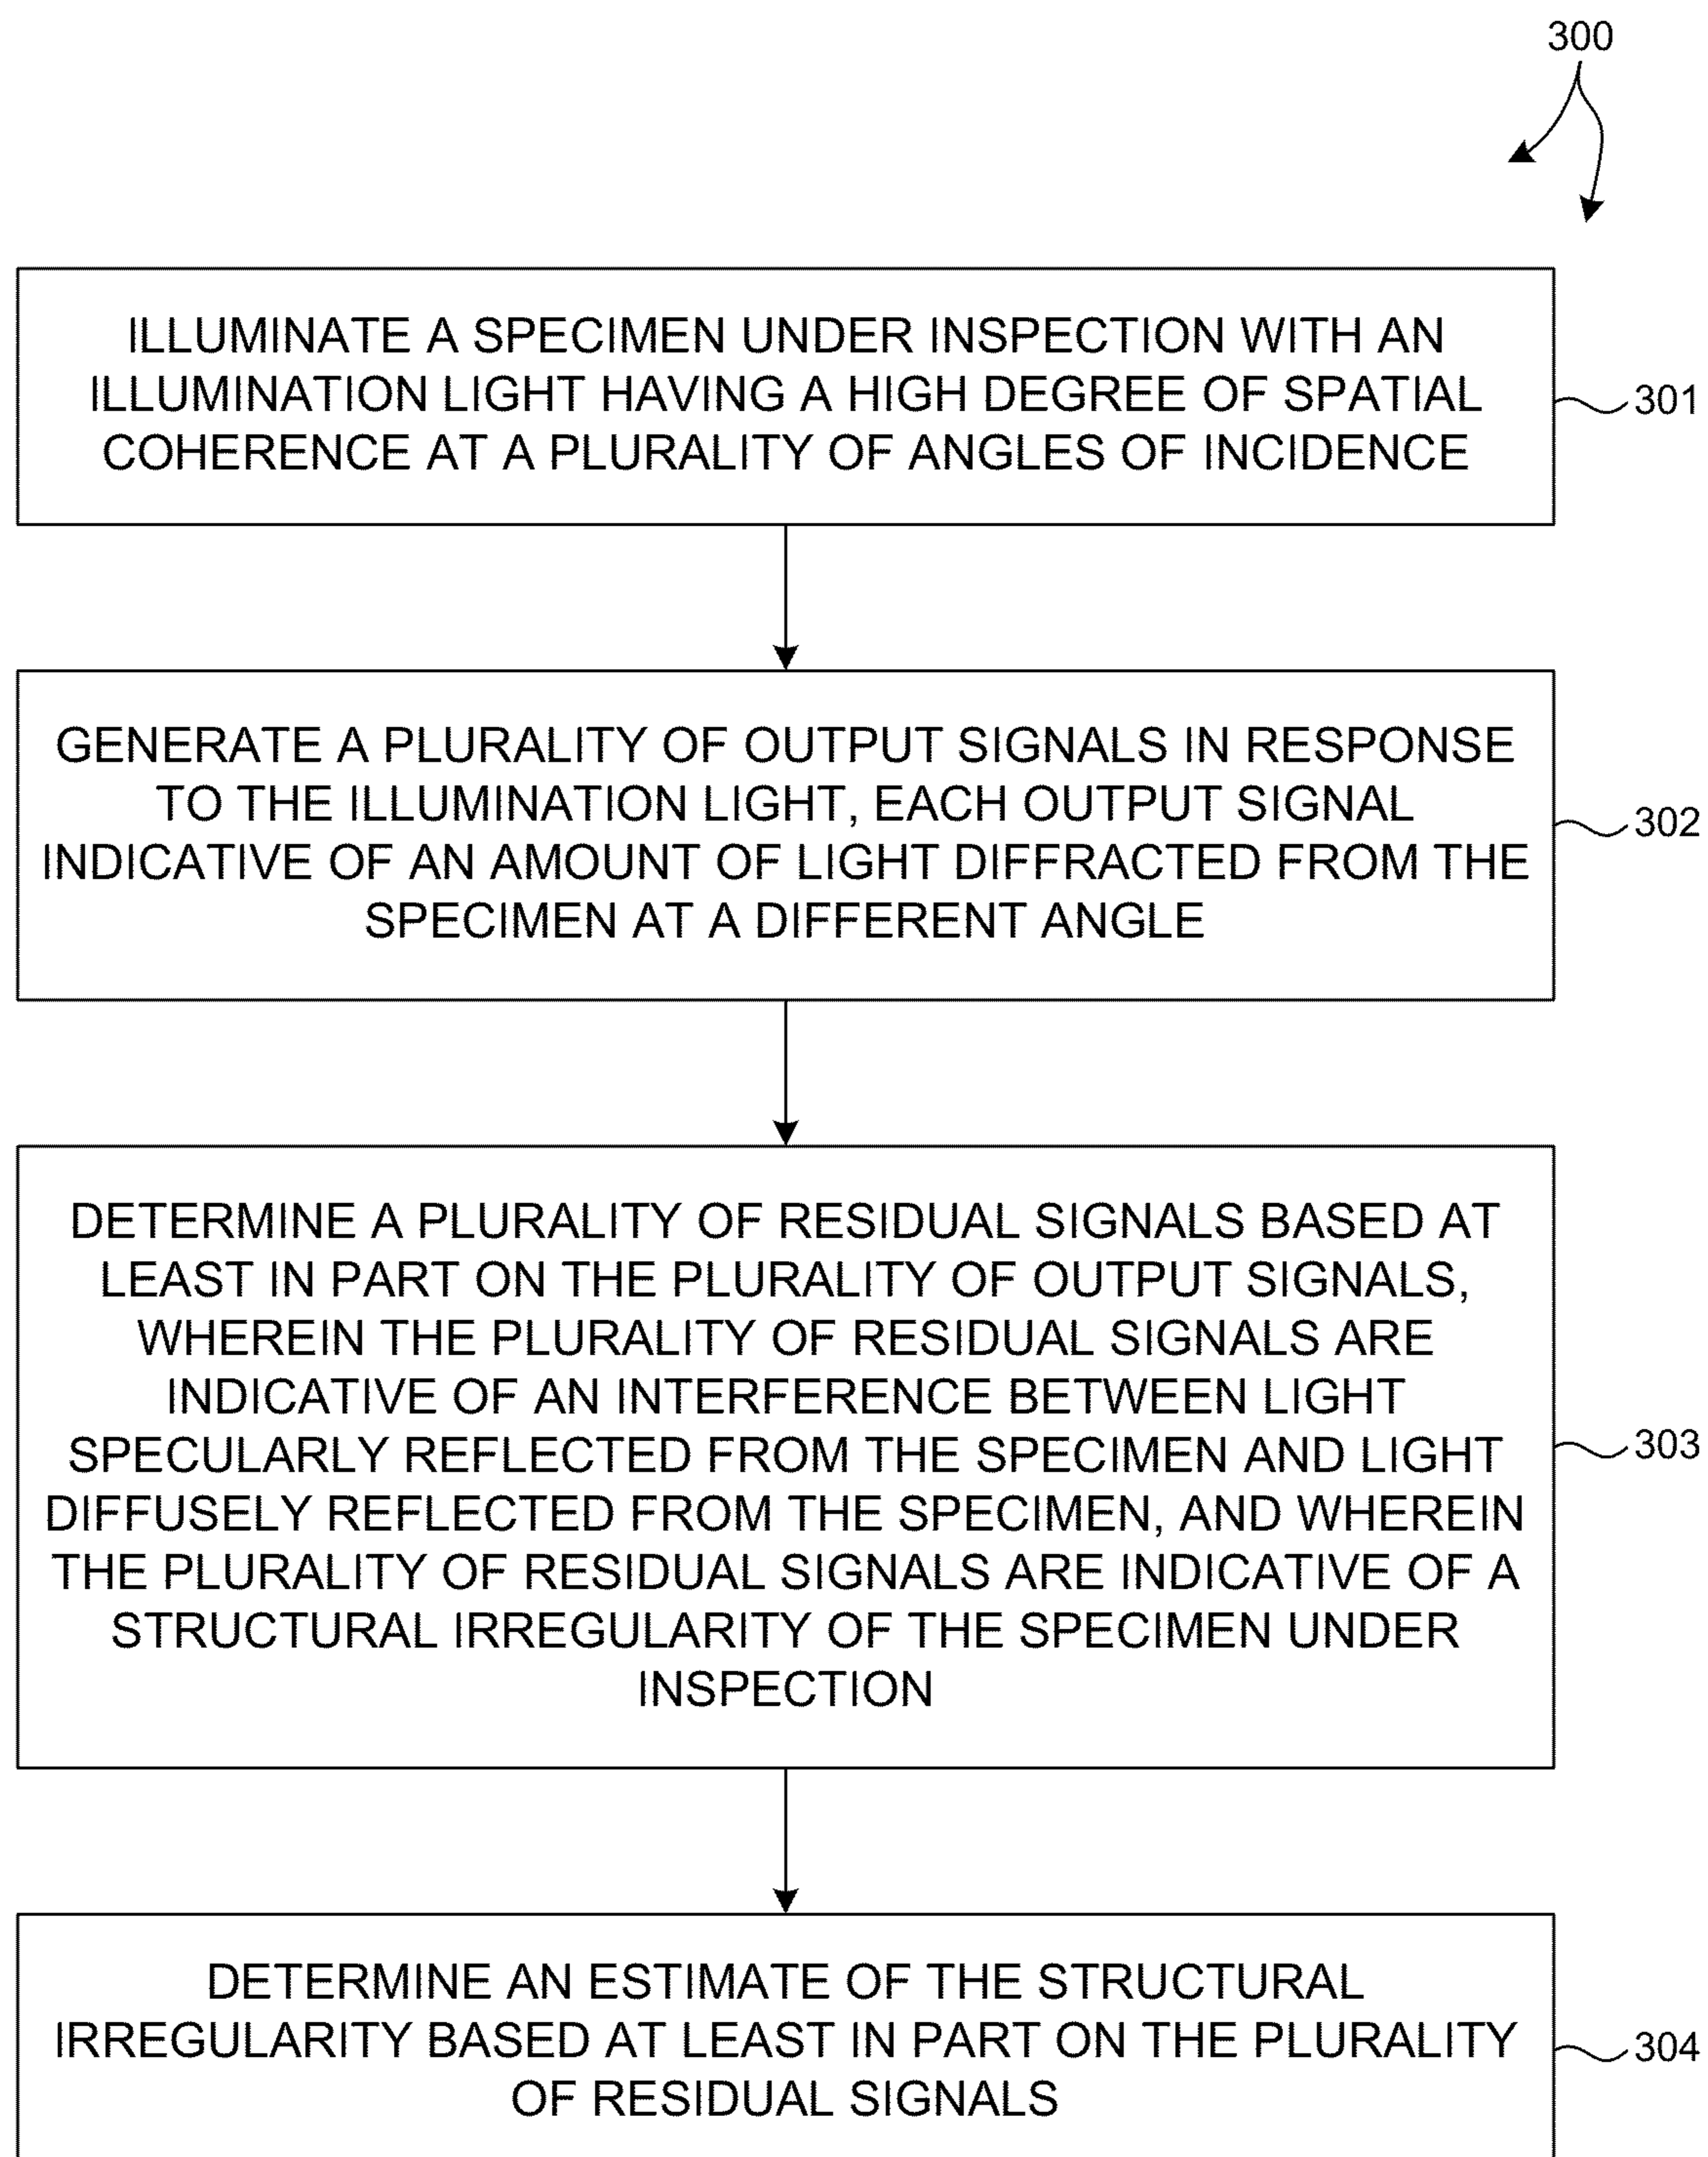 300
ILLUMINATE A SPECIMEN UNDER INSPECTION WITH AN
ILLUMINATION LIGHT HAVING A HIGH DEGREE OF SPATIAL
COHERENCE AT A PLURALITY OF ANGLES OF INCIDENCE
301
GENERATE A PLURALITY OF OUTPUT SIGNALS IN RESPONSE
TO THE ILLUMINATION LIGHT, EACH OUTPUT SIGNAL
INDICATIVE OF AN AMOUNT OF LIGHT DIFFRACTED FROM THE
SPECIMEN AT A DIFFERENT ANGLE
302
DETERMINE A PLURALITY OF RESIDUAL SIGNALS BASED AT
LEAST IN PART ON THE PLURALITY OF OUTPUT SIGNALS,
WHEREIN THE PLURALITY OF RESIDUAL SIGNALS ARE
INDICATIVE OF AN INTERFERENCE BETWEEN LIGHT
SPECULARLY REFLECTED FROM THE SPECIMEN AND LIGHT
DIFFUSELY REFLECTED FROM THE SPECIMEN, AND WHEREIN
THE PLURALITY OF RESIDUAL SIGNALS ARE INDICATIVE OF A
STRUCTURAL IRREGULARITY OF THE SPECIMEN UNDER
INSPECTION
303
DETERMINE AN ESTIMATE OF THE STRUCTURAL
IRREGULARITY BASED AT LEAST IN PART ON THE PLURALITY
OF RESIDUAL SIGNALS
304